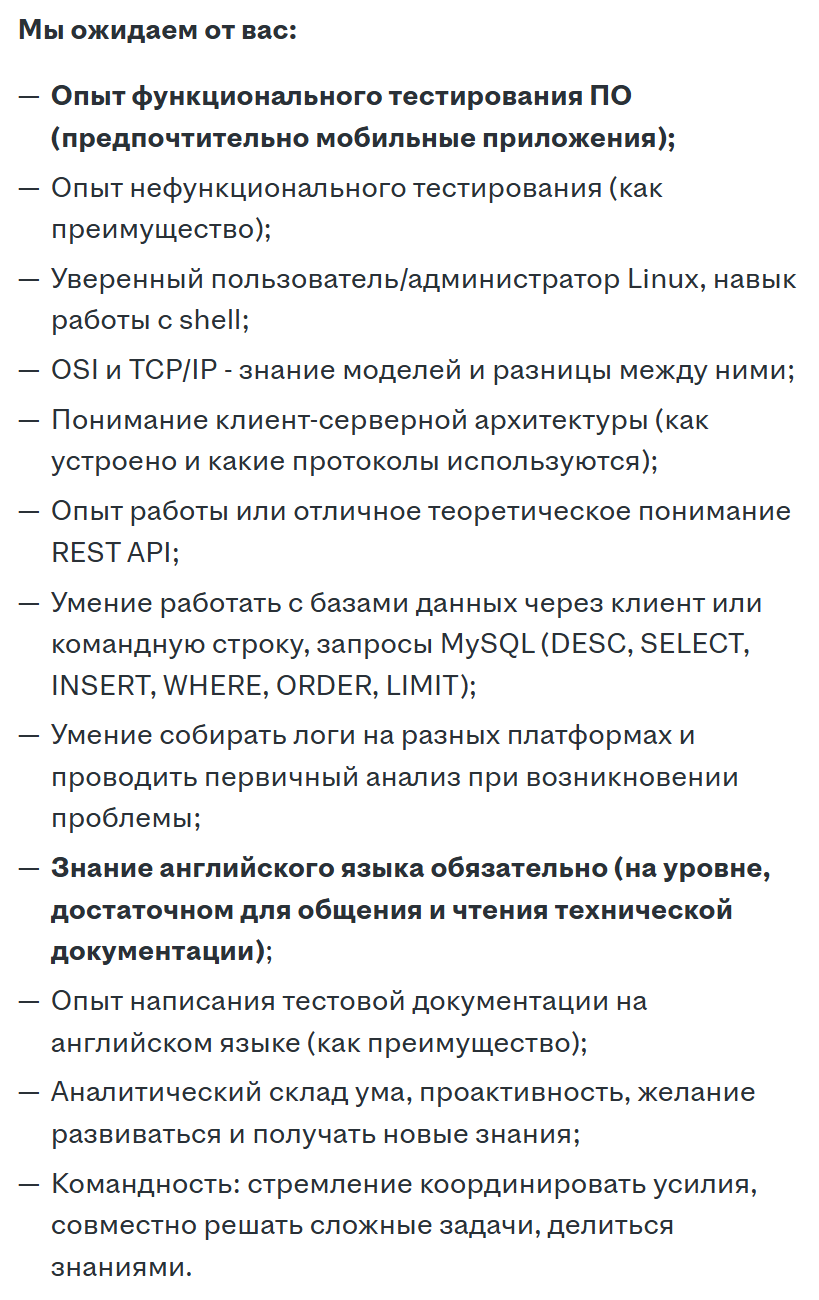 Мы ожидаем от вас:
— Опыт функционального тестирования ПО
(предпочтительно мобильные приложения);
— Опыт нефункционального тестирования (как
преимущество);
— Уверенный пользователь/администратор Linux, навык
работы с shell;
— OSI и TCP/IP - знание моделей и разницы между ними;
— Понимание клиент-серверной архитектуры (как
устроено и какие протоколы используются);
— Опыт работы или отличное теоретическое понимание
REST API;
— Умение работать с базами данных через клиент или
командную строку, запросы MySQL (DESC, SELECT,
INSERT, WHERE, ORDER, LIMIT);
— Умение собирать логи на разных платформах и
проводить первичный анализ при возникновении
проблемы;
— Знание английского языка обязательно (на уровне,
достаточном для общения и чтения технической
документации);
— Опыт написания тестовой документации на
английском языке (как преимущество);
— Аналитический склад ума, проактивность, желание
развиваться и получать новые знания;
— Командность: стремление координировать усилия,
совместно решать сложные задачи, делиться
знаниями.